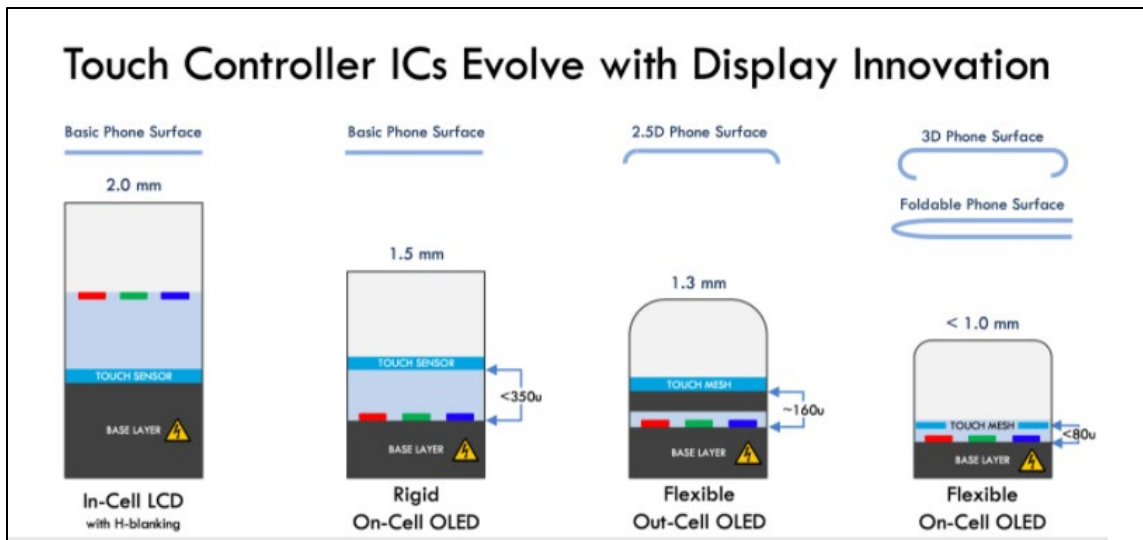 Touch Controller ICs Evolve with Display Innovation
Basic Phone Surface
2.0 mm
TOUCH SENSOR
BASE LAYER
In-Cell LCD
with H-blanking
Basic Phone Surface
1.5 mm
TOUCH SENSOR
<350u
BASE LAYER
Rigid
On-Cell OLED
2.5D Phone Surface
1.3 mm
TOUCH MESH
~160u
BASE LAYER
Flexible
Out-Cell OLED
3D Phone Surface
Foldable Phone Surface
< 1.0 mm
TOUCH MESH
<80u
BASE LAYER
Flexible
On-Cell OLED